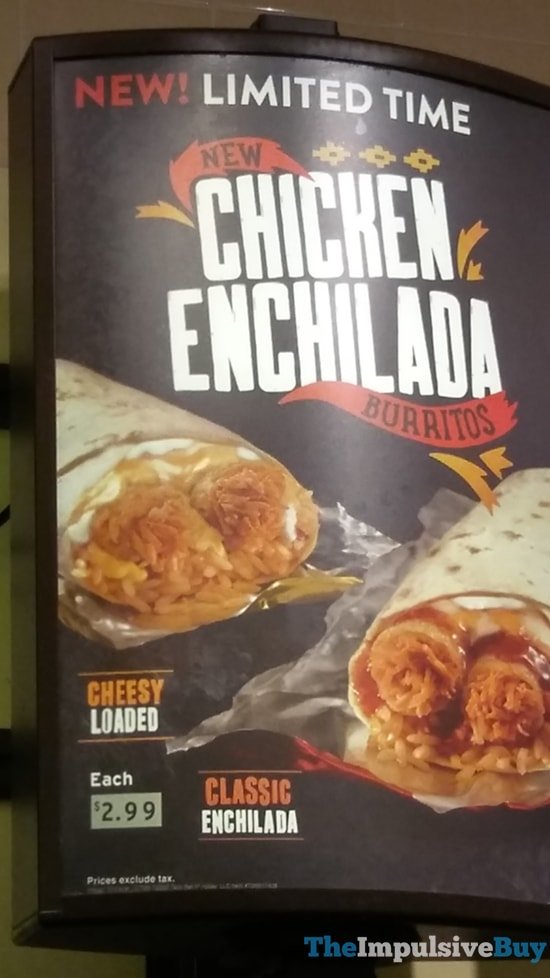 NEW! LIMITED TIME
NEW
CHICKEN
ENCHILADA
BURRITOS
CHEESY
LOADED
Each
$2.99
CLASSIC
ENCHILADA
Prices exclude tax.
TheImpulsiveBuy